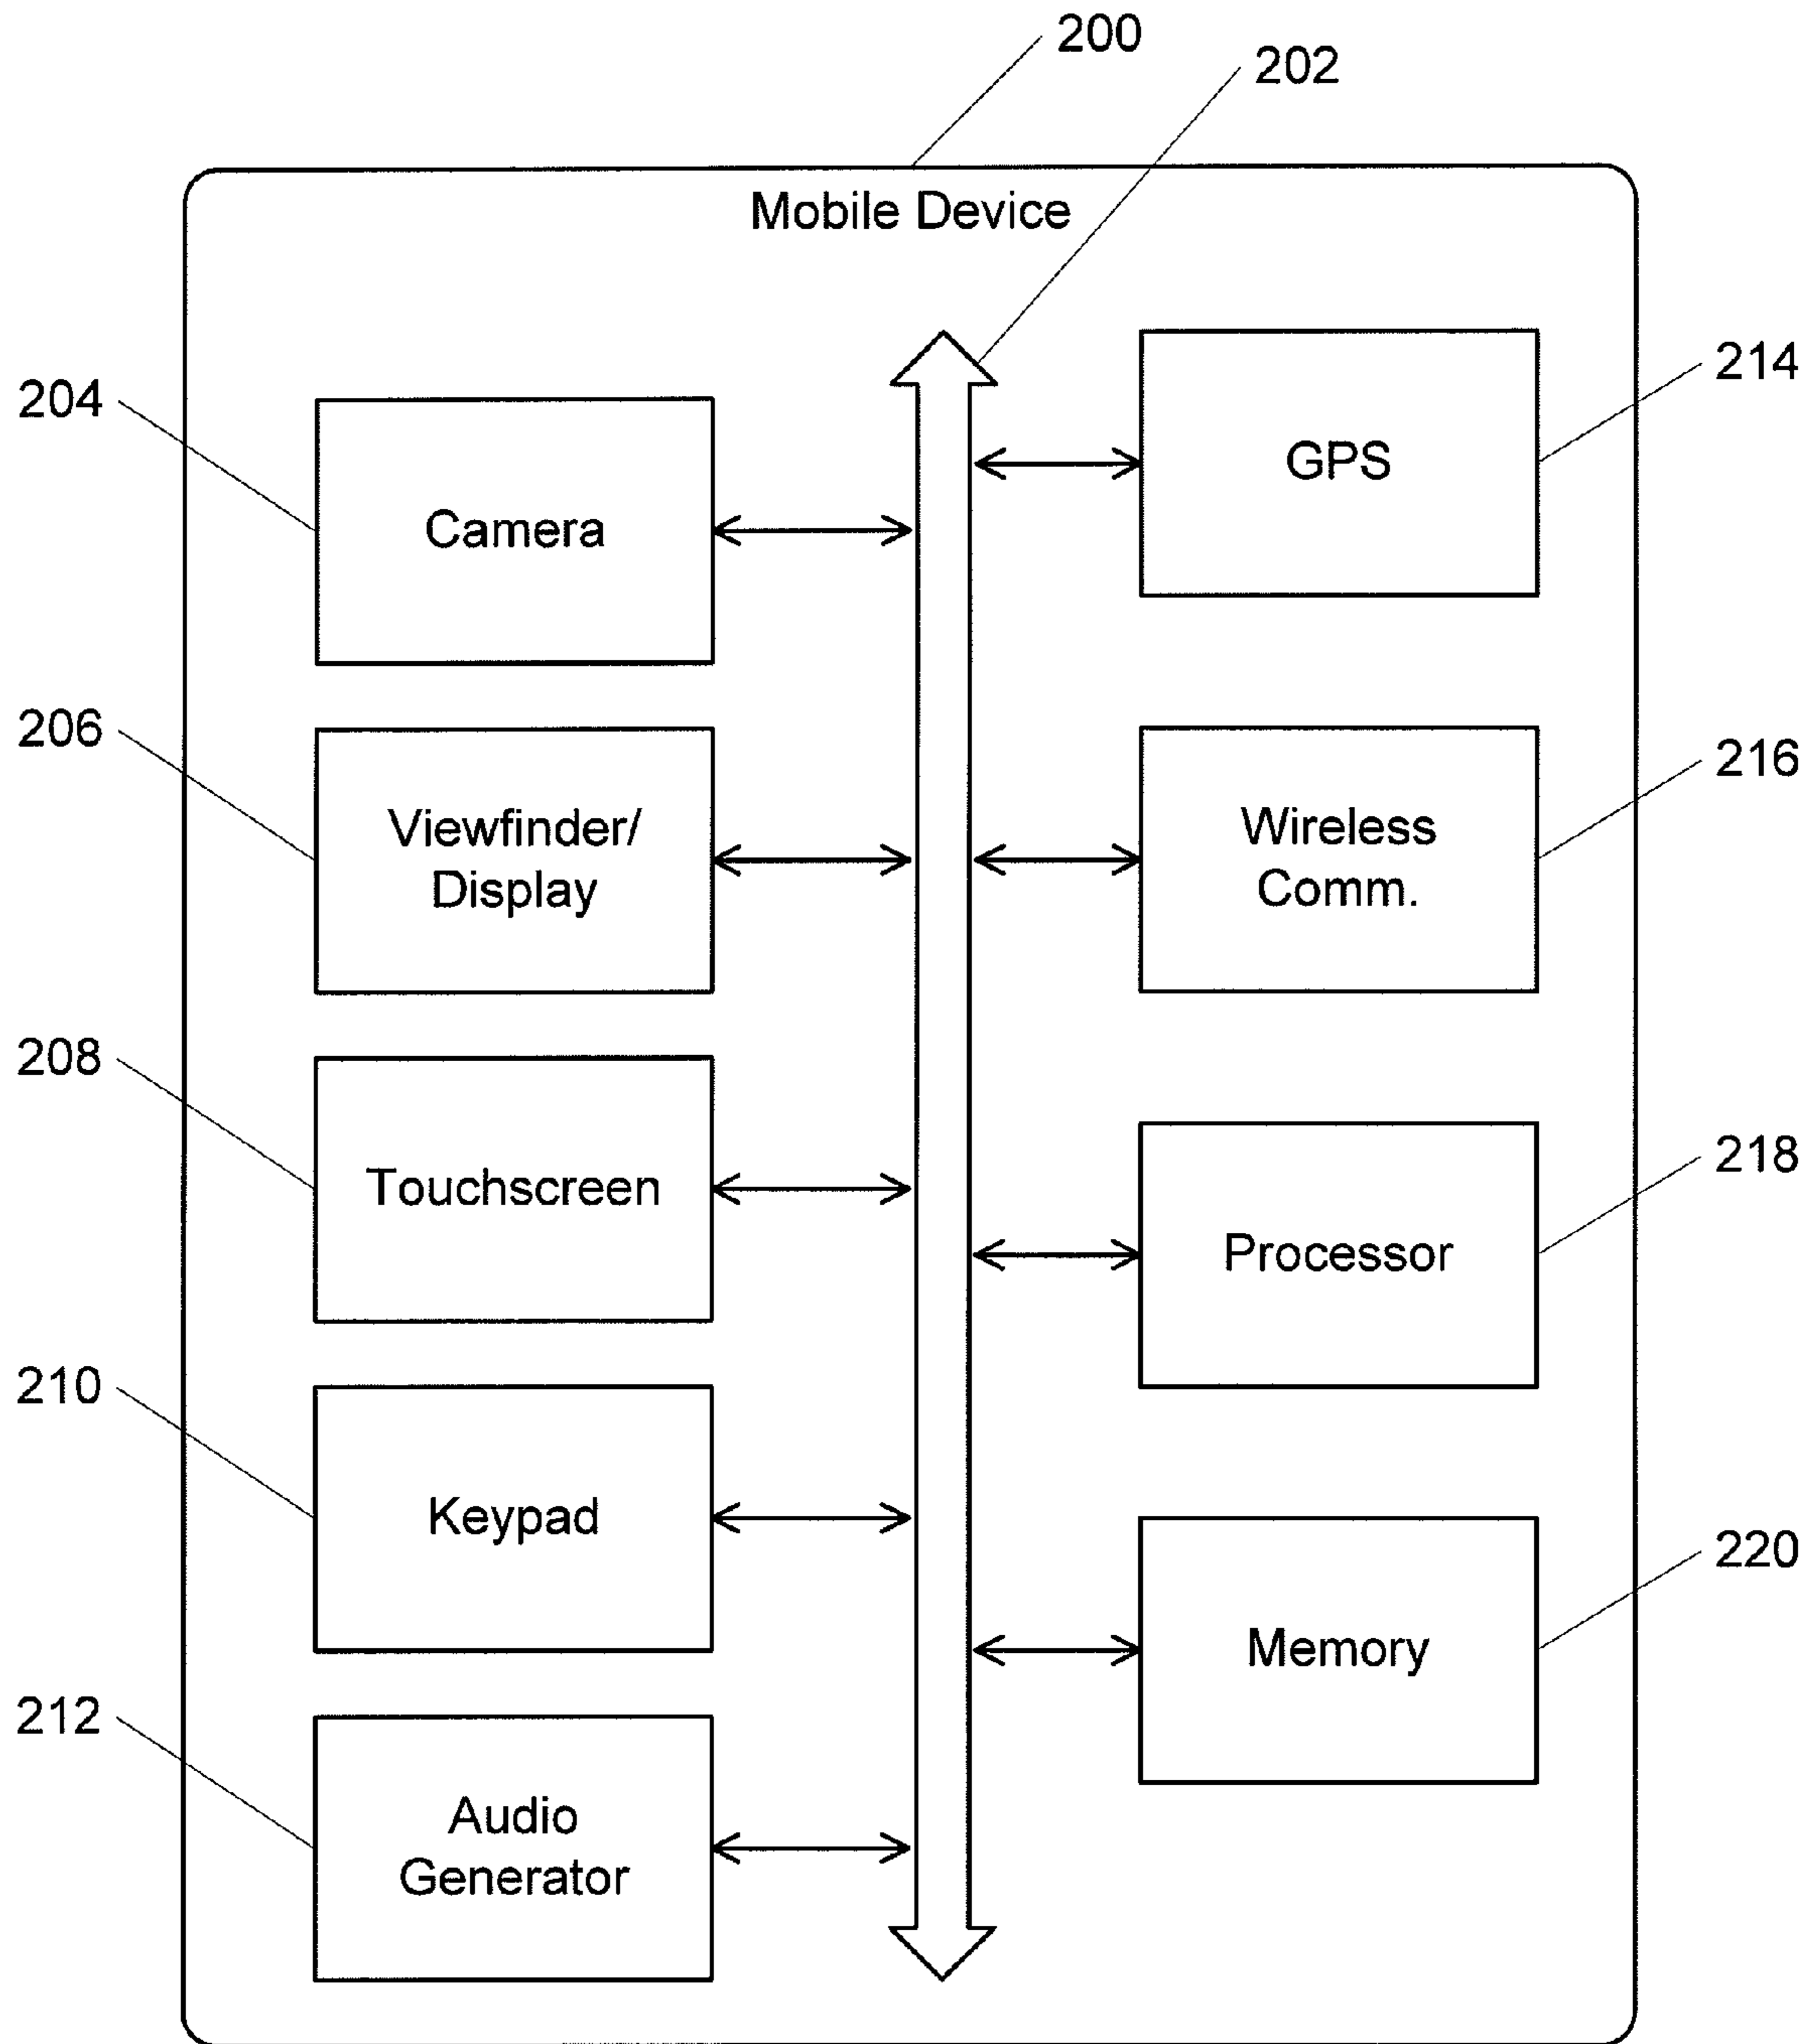 200
202
Mobile Device
204
Camera
206
Viewfinder/
Display
208
Touchscreen
210
Keypad
212
Audio
Generator
GPS
214
Wireless
Comm.
216
Processor
218
Memory
220